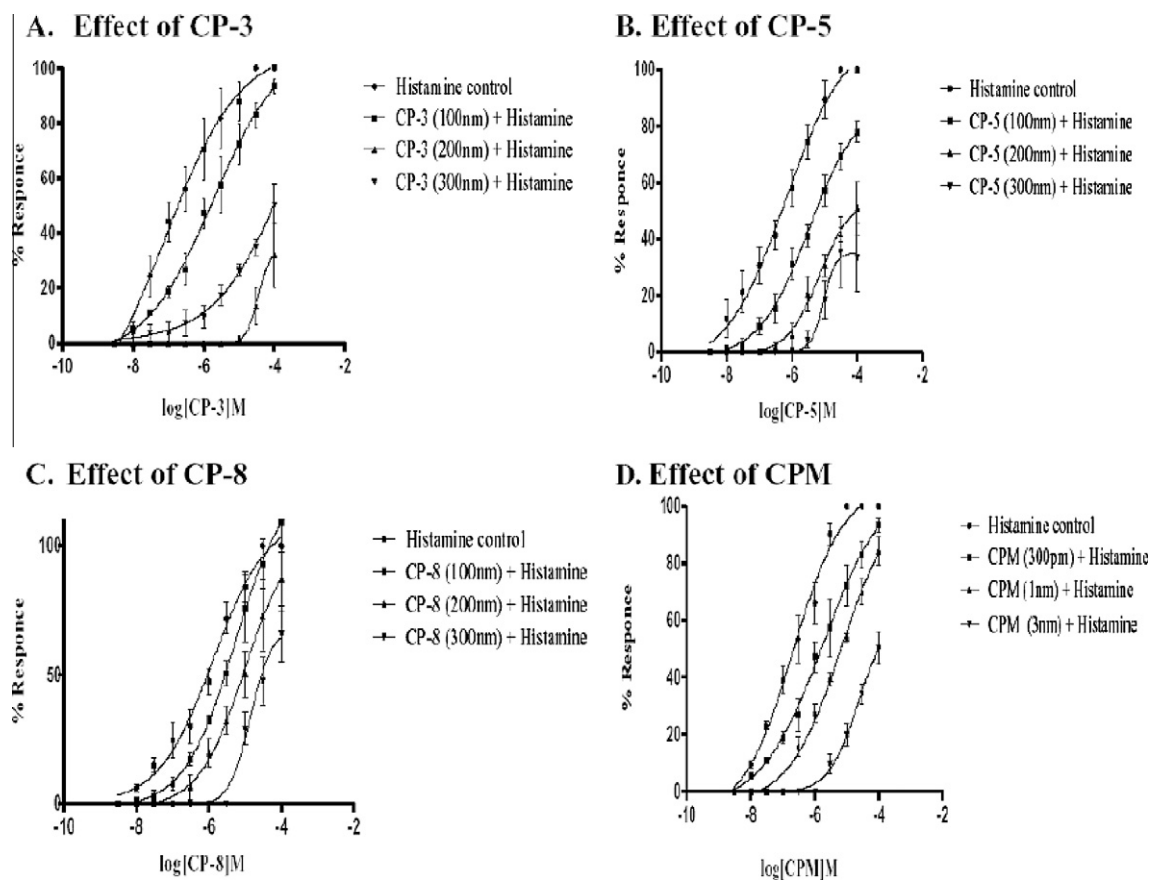 A. Effect of CP-3
100
80
60
40
20
0
% Responce
-10
-8
-6
-4
-2
log[CP-3]M
Histamine control
CP-3 (100nm) + Histamine
CP-3 (200nm) + Histamine
CP-3 (300nm) + Histamine
B. Effect of CP-5
100
80
60
40
20
0
% Responce
-10
-8
-6
-4
-2
log[CP-5]M
Histamine control
CP-5 (100nm) + Histamine
CP-5 (200nm) + Histamine
CP-5 (300nm) + Histamine
C. Effect of CP-8
100
50
0
% Responce
-10
-8
-6
-4
-2
log[CP-8]M
Histamine control
CP-8 (100nm) + Histamine
CP-8 (200nm) + Histamine
CP-8 (300nm) + Histamine
D. Effect of CPM
100
80
60
40
20
0
% Responce
-10
-8
-6
-4
-2
log[CPM]M
Histamine control
CPM (300pm) + Histamine
CPM (1nm) + Histamine
CPM (3nm) + Histamine